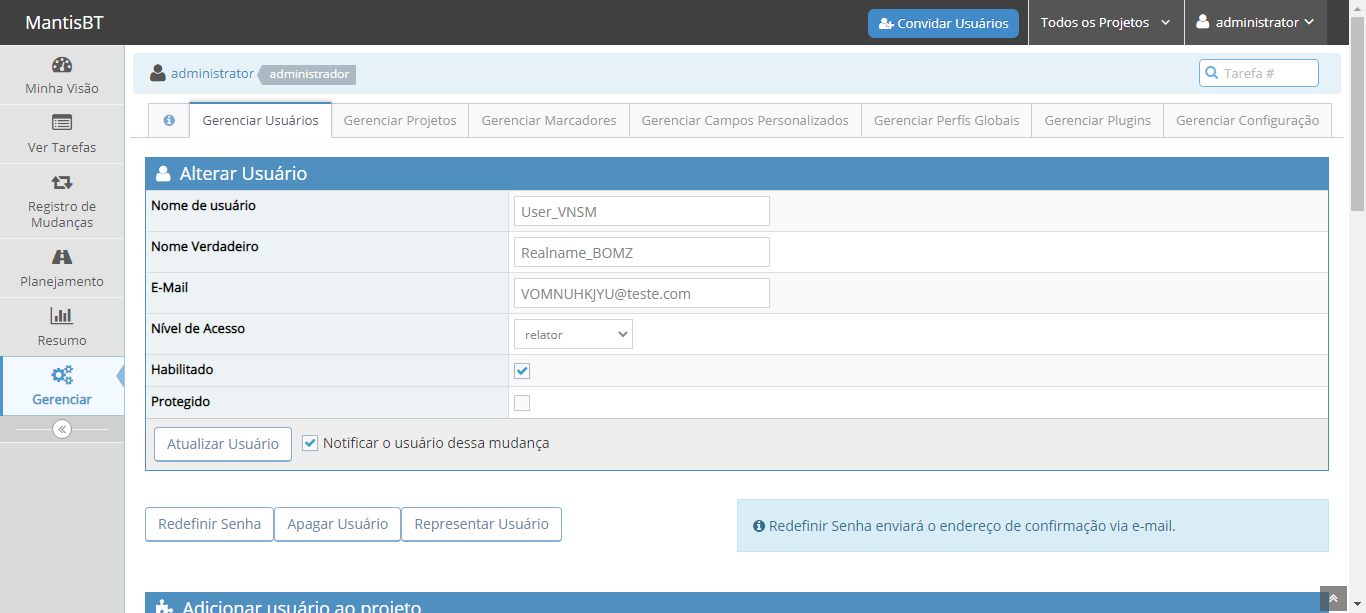 MantisBT
Convidar Usuários
Todos os Projetos
administrator
Minha Visão
Ver Tarefas
Registro de
Mudanças
Planejamento
Resumo
Gerenciar
administrator administrador
Tarefa #
Gerenciar Usuários
Gerenciar Projetos
Gerenciar Marcadores
Gerenciar Campos Personalizados
Gerenciar Perfís Globais
Gerenciar Plugins
Gerenciar Configuração
Alterar Usuário
Nome de usuário
User_VNSM
Nome Verdadeiro
Realname_BOMZ
E-Mail
VOMNUHKJYU@teste.com
Nível de Acesso
relator
Habilitado
Protegido
Atualizar Usuário
Notificar o usuário dessa mudança
Redefinir Senha
Apagar Usuário
Representar Usuário
Redefinir Senha enviará o endereço de confirmação via e-mail.
Adicionar usuário ao projeto